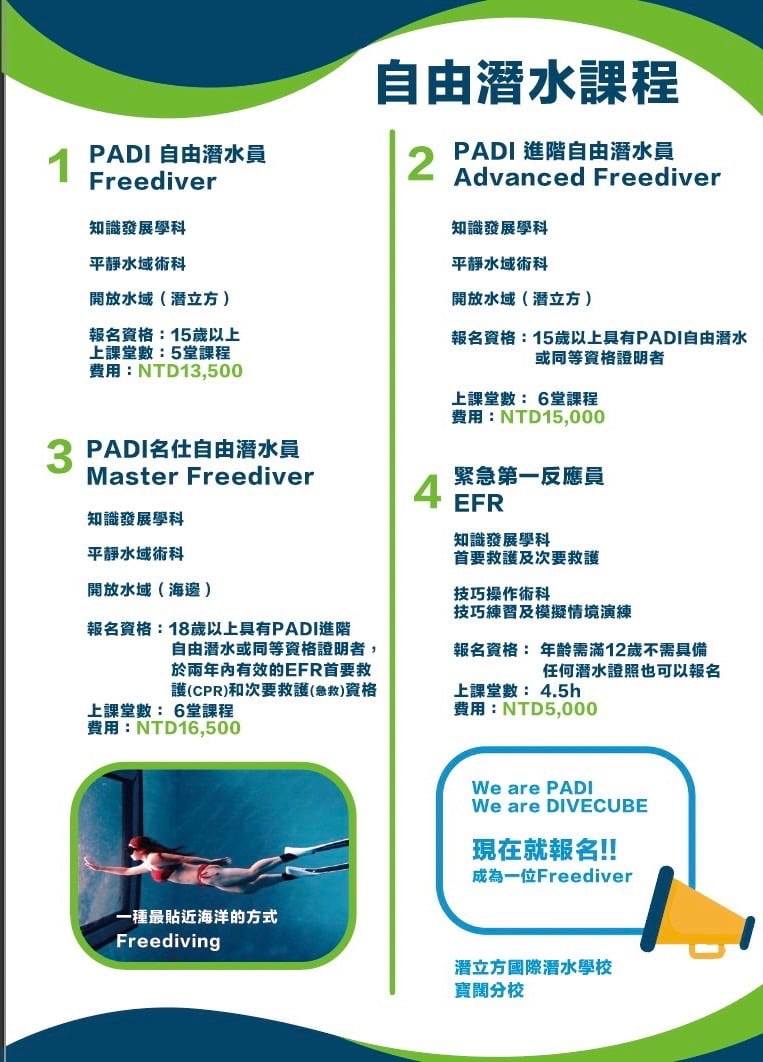 自由潛水課程
1
PADI 自由潛水員
Freediver
知識發展學科
平靜水域術科
開放水域（潛立方）
報名資格：15歲以上
上課堂數：5堂課程
費用：NTD13,500
2
PADI 進階自由潛水員
Advanced Freediver
知識發展學科
平靜水域術科
開放水域（潛立方）
報名資格：15歲以上具有PADI自由潛水
或同等資格證明者
上課堂數： 6堂課程
費用：NTD15,000
3
PADI名仕自由潛水員
Master Freediver
知識發展學科
平靜水域術科
開放水域（海邊）
報名資格：18歲以上具有PADI進階
自由潛水或同等資格證明者，
於兩年內有效的EFR首要救
護(CPR)和次要救護(急救)資格
上課堂數： 6堂課程
費用：NTD16,500
4
緊急第一反應員
EFR
知識發展學科
首要救護及次要救護
技巧操作術科
技巧練習及模擬情境演練
報名資格： 年齡需滿12歲不需具備
任何潛水證照也可以報名
上課堂數： 4.5h
費用：NTD5,000
一種最貼近海洋的方式
Freediving
We are PADI
We are DIVECUBE
現在就報名!!
成為一位Freediver
潛立方國際潛水學校
寶闊分校